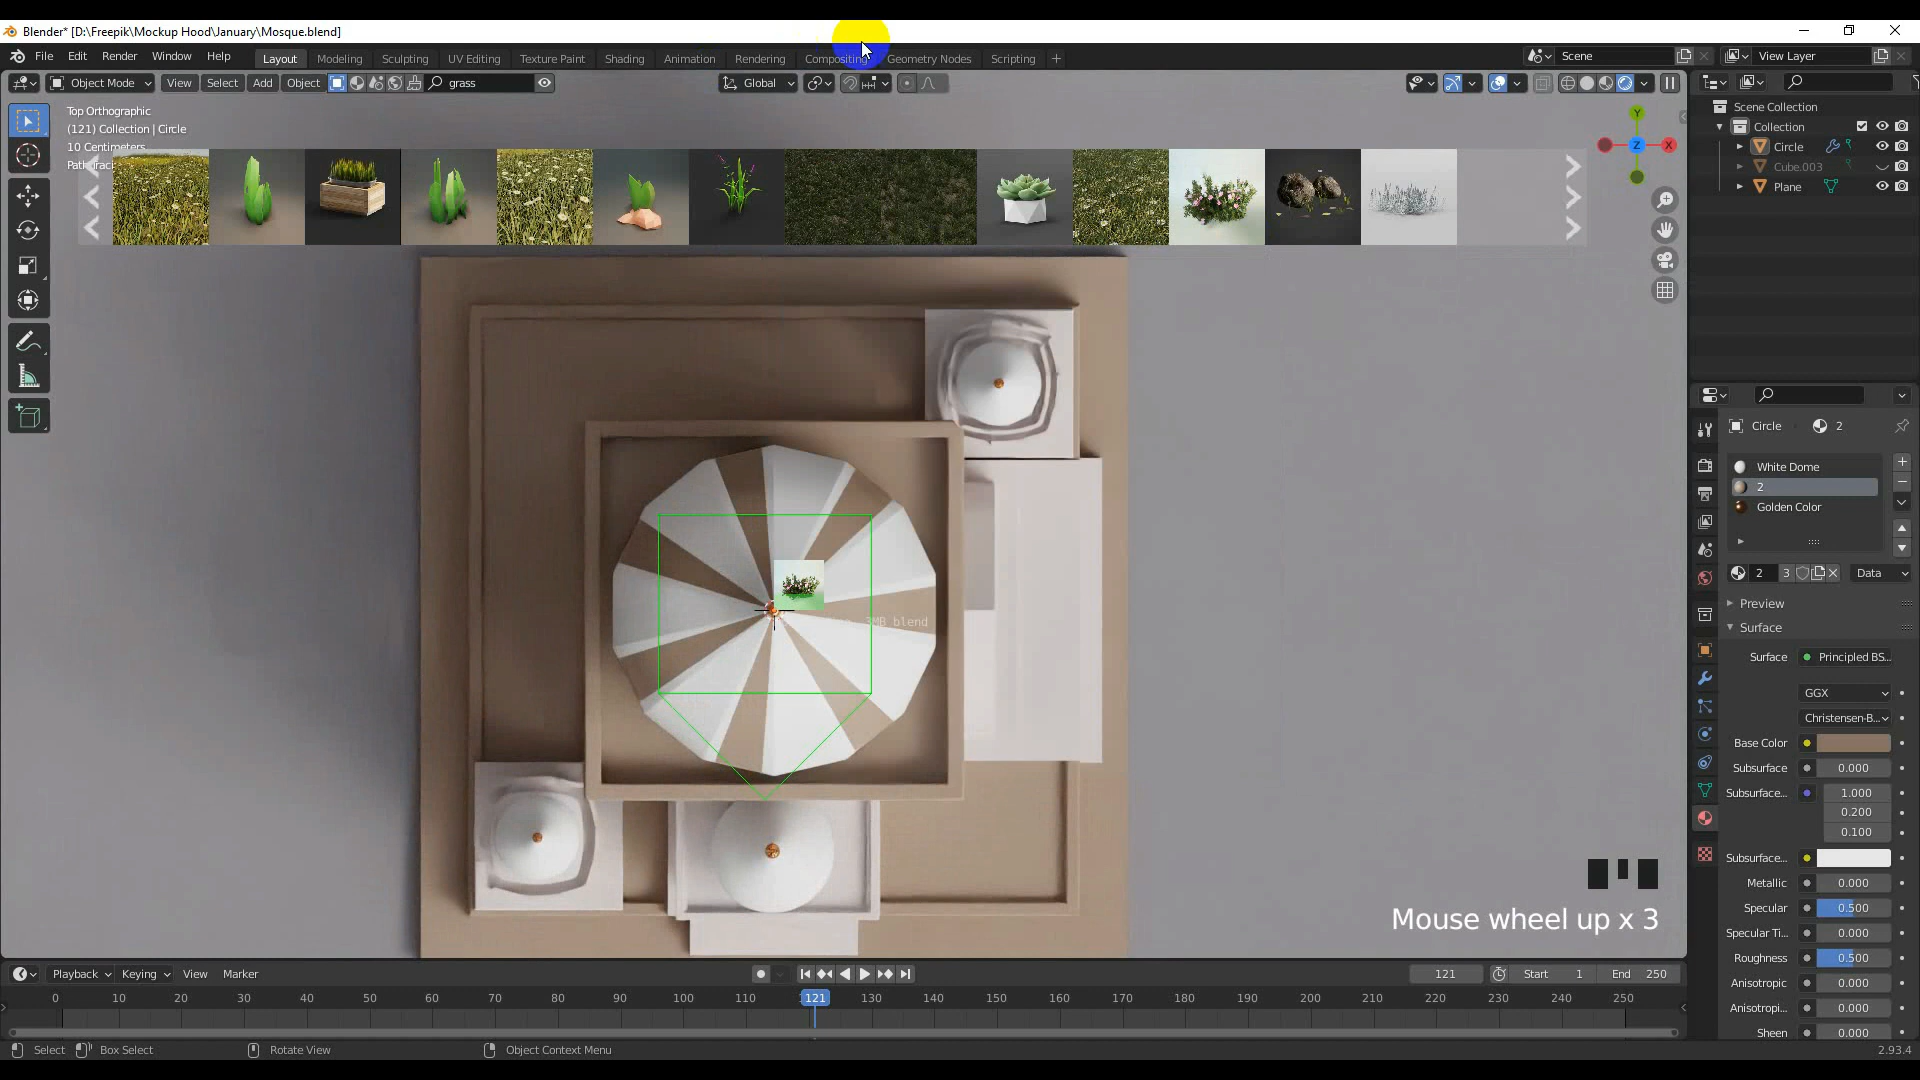 Blender* [D:\Freepik\Mockup Hood\January\Mosque.blend]
File Edit Render Window Help Layout Modeling Sculpting UV Editing Texture Paint Shading Animation Rendering Compositing Geometry Nodes Scripting + Scene View Layer
Object Mode View Select Add Object grass Global
Top Orthographic
(121) Collection | Circle
10 Centimeters
Y
X
Z
Scene Collection
Collection
Circle
Cube.003
Plane
3MB blend
Circle 2
White Dome
2
Golden Color
2 3 Data
Preview
Surface
Surface Principled BS...
GGX
Christensen-B...
Base Color
Subsurface 0.000
Subsurface... 1.000
0.200
0.100
Subsurface...
Metallic 0.000
Specular 0.500
Specular Ti... 0.000
Roughness 0.500
Anisotropic 0.000
Anisotropi... 0.000
Sheen 0.000
Mouse wheel up x 3
Playback Keying View Marker 121 Start 1 End 250
0 10 20 30 40 50 60 70 80 90 100 110 121 130 140 150 160 170 180 190 200 210 220 230 240 250
Select Box Select Rotate View Object Context Menu 2.93.4